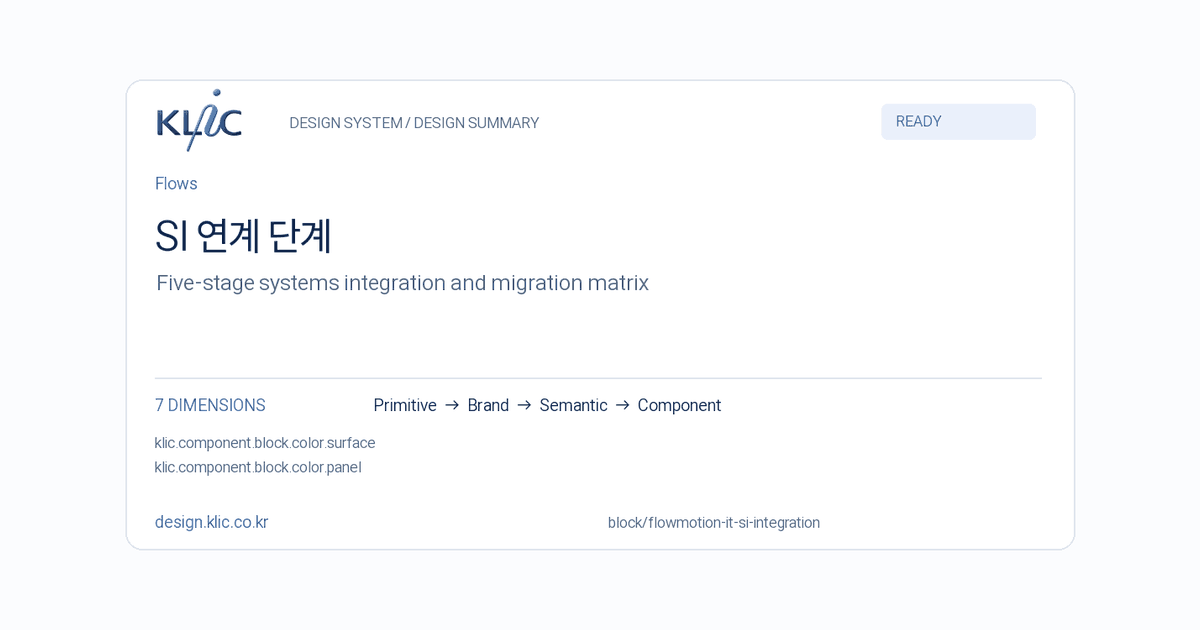 KLiC
DESIGN SYSTEM / DESIGN SUMMARY
READY
Flows
SI 연계 단계
Five-stage systems integration and migration matrix
7 DIMENSIONS
Primitive → Brand → Semantic → Component
klic.component.block.color.surface
klic.component.block.color.panel
design.klic.co.kr
block/flowmotion-it-si-integration